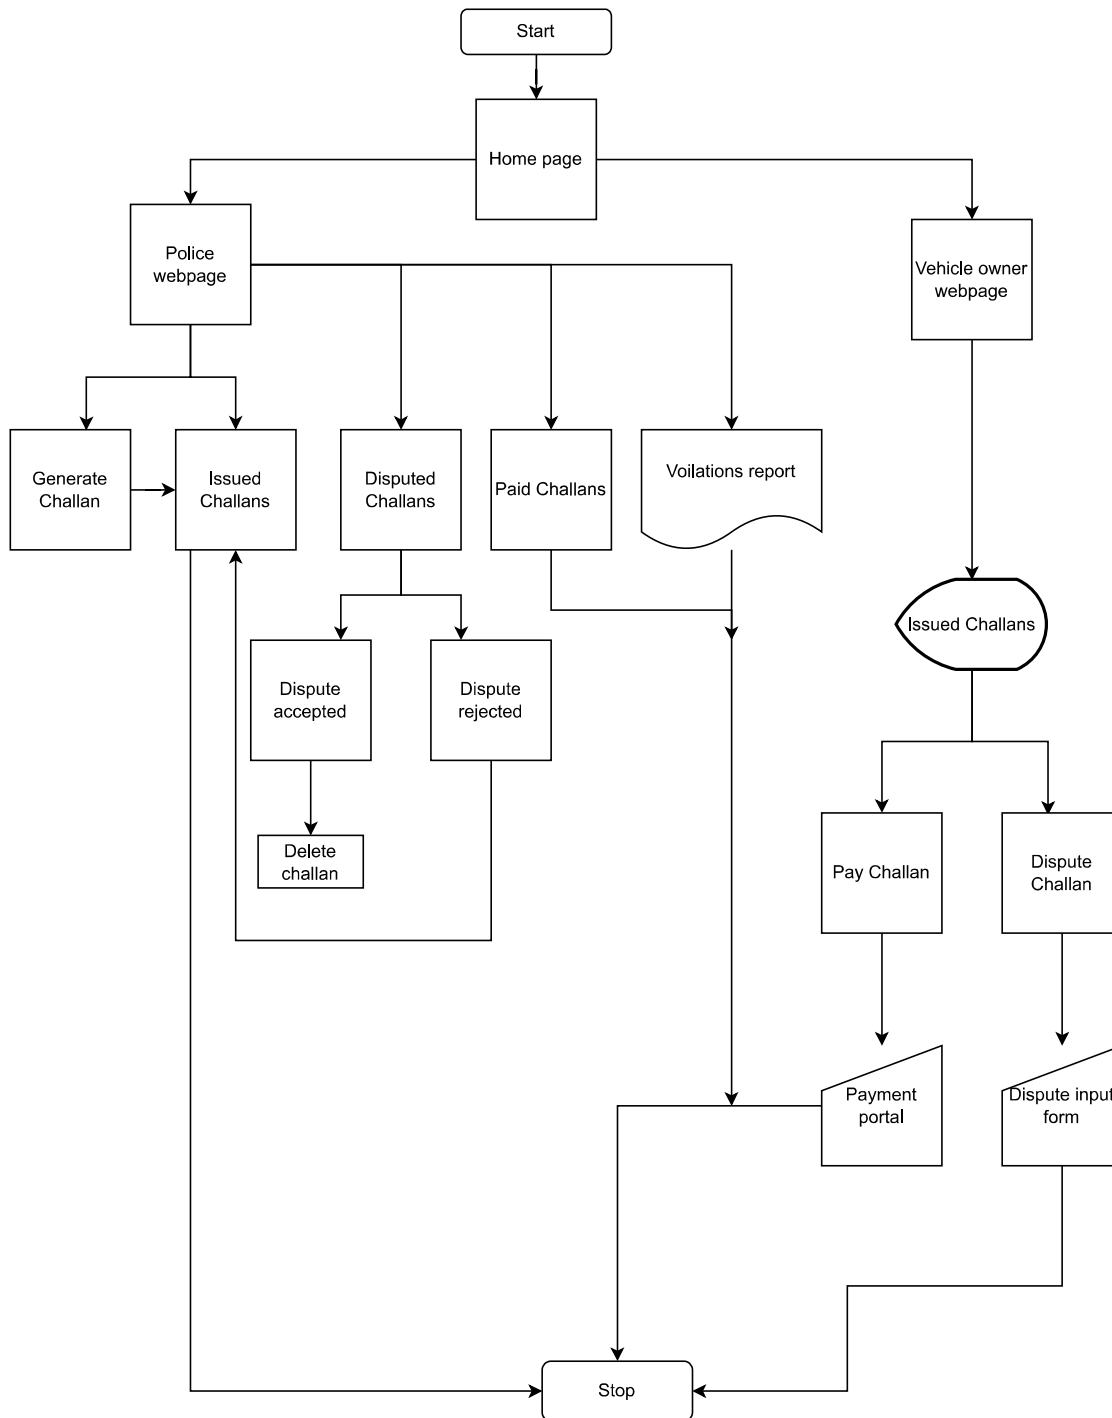 Start
Home page
Police
webpage
Vehicle owner
webpage
Generate
Challan
Issued
Challans
Disputed
Challans
Paid Challans
Voilations report
Issued Challans
Dispute
accepted
Dispute
rejected
Delete
challan
Pay Challan
Dispute
Challan
Payment
portal
Dispute input
form
Stop